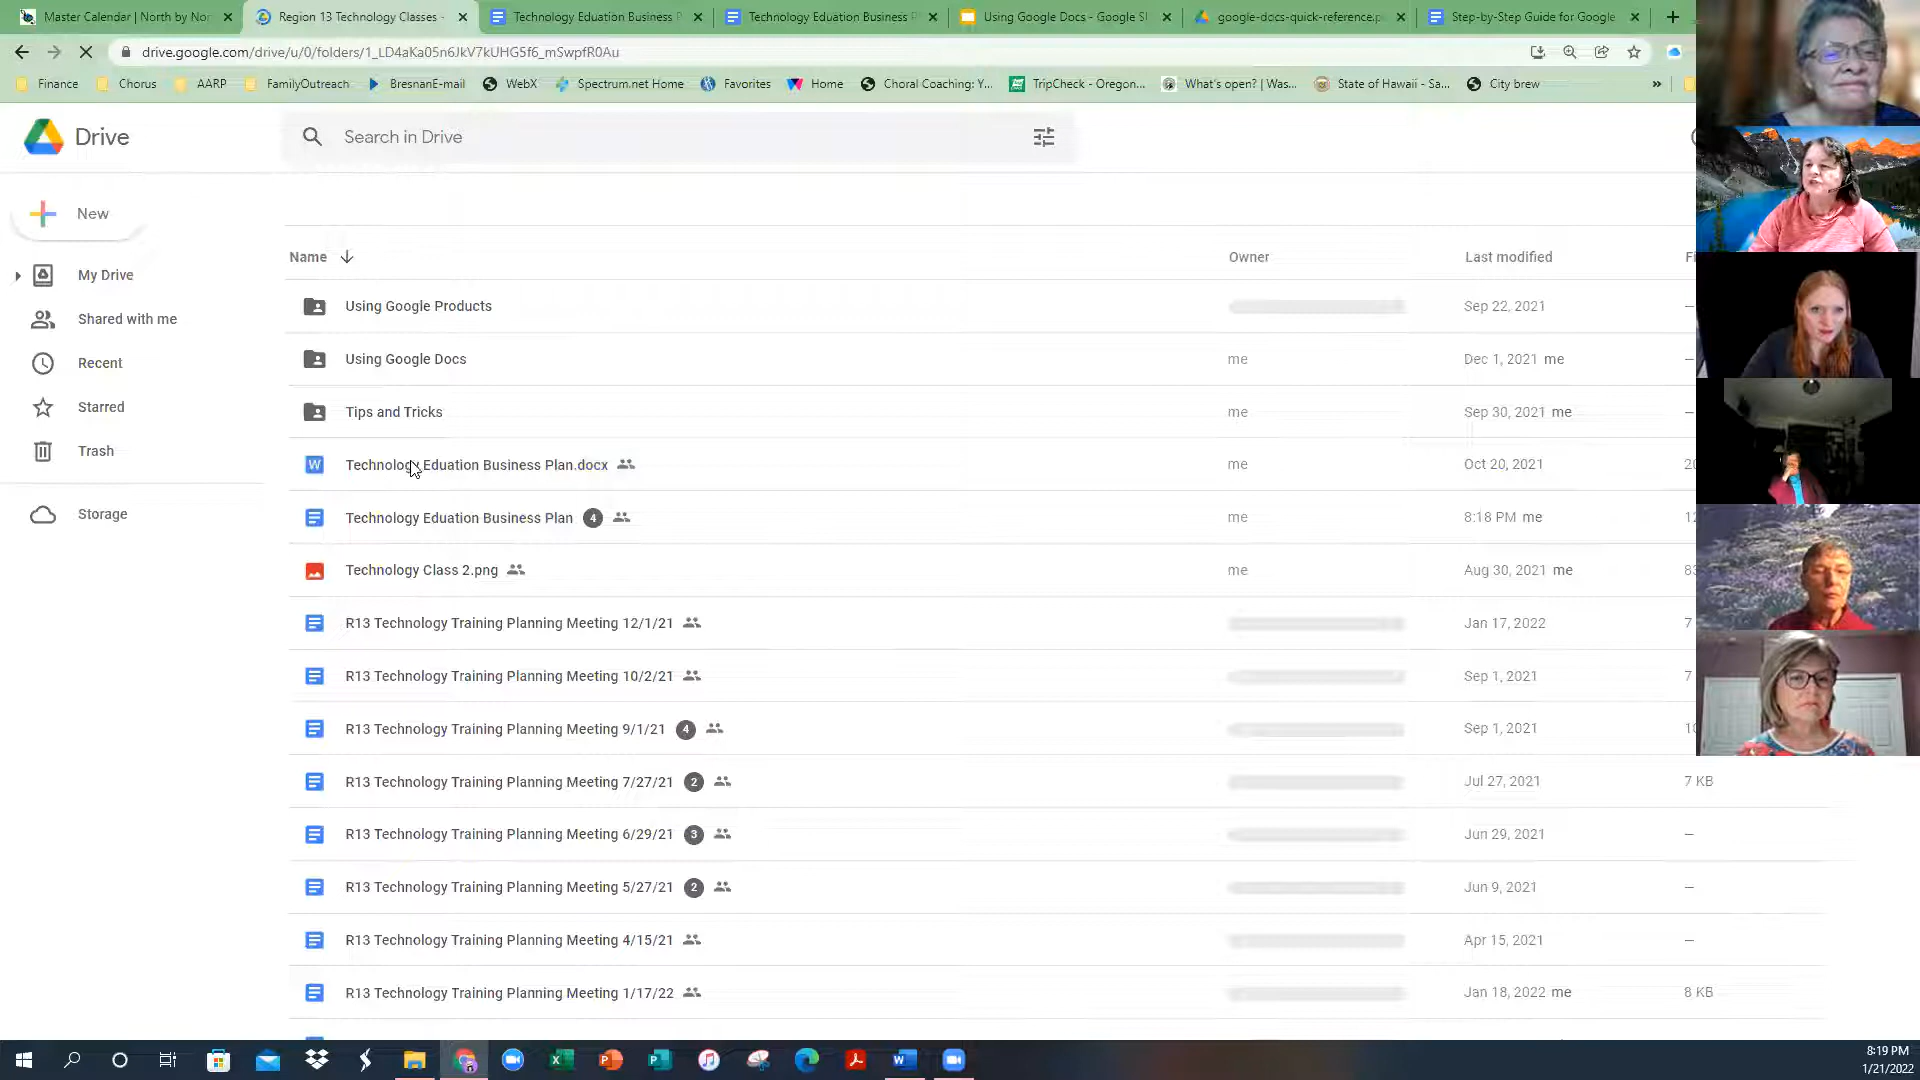 Master Calendar | North by Nor
Region 13 Technology Classes -
Technology Eduation Business P
Technology Eduation Business P
Using Google Docs - Google Sl
google-docs-quick-reference.p
Step-by-Step Guide for Google
drive.google.com/drive/u/0/folders/1_LD4aKa05n6JkV7kUHG5f6_mSwpfR0Au
Finance
Chorus
AARP
FamilyOutreach
BresnanE-mail
WebX
Spectrum.net Home
Favorites
Home
Choral Coaching: Y...
TripCheck - Oregon...
What's open? | Was...
State of Hawaii - Sa...
City brew
Drive
Search in Drive
New
My Drive
Shared with me
Recent
Starred
Trash
Storage
Name Owner Last modified Fi
Using Google Products Sep 22, 2021 –
Using Google Docs me Dec 1, 2021 me –
Tips and Tricks me Sep 30, 2021 me –
Technology Eduation Business Plan.docx me Oct 20, 2021 20
Technology Eduation Business Plan 4 me 8:18 PM me 12
Technology Class 2.png me Aug 30, 2021 me 83
R13 Technology Training Planning Meeting 12/1/21 Jan 17, 2022 7
R13 Technology Training Planning Meeting 10/2/21 Sep 1, 2021 7
R13 Technology Training Planning Meeting 9/1/21 4 Sep 1, 2021 10
R13 Technology Training Planning Meeting 7/27/21 2 Jul 27, 2021 7 KB
R13 Technology Training Planning Meeting 6/29/21 3 Jun 29, 2021 –
R13 Technology Training Planning Meeting 5/27/21 2 Jun 9, 2021 –
R13 Technology Training Planning Meeting 4/15/21 Apr 15, 2021 –
R13 Technology Training Planning Meeting 1/17/22 Jan 18, 2022 me 8 KB
8:19 PM
1/21/2022